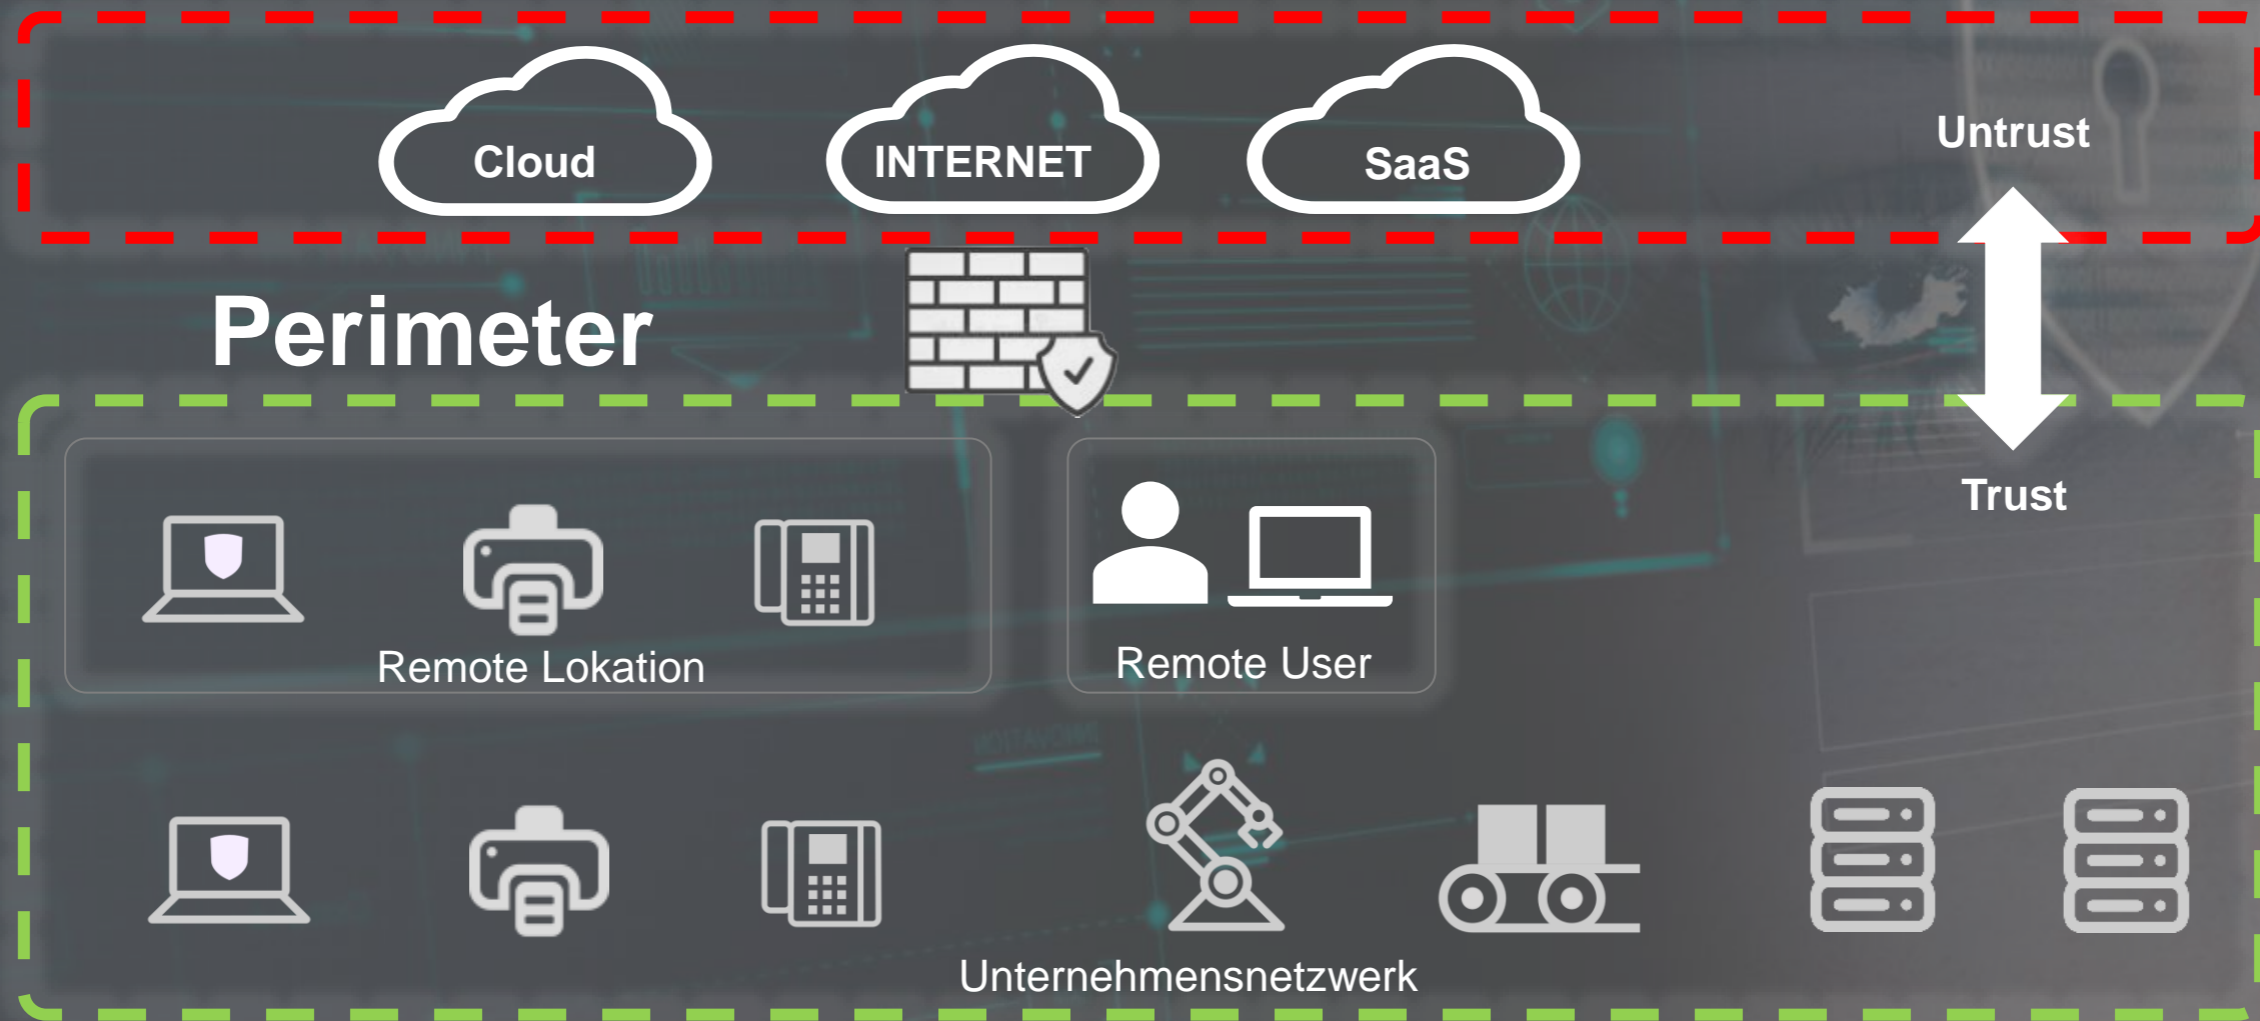 Cloud
INTERNET
SaaS
Untrust
Perimeter
Trust
Remote Lokation
Remote User
Unternehmensnetzwerk